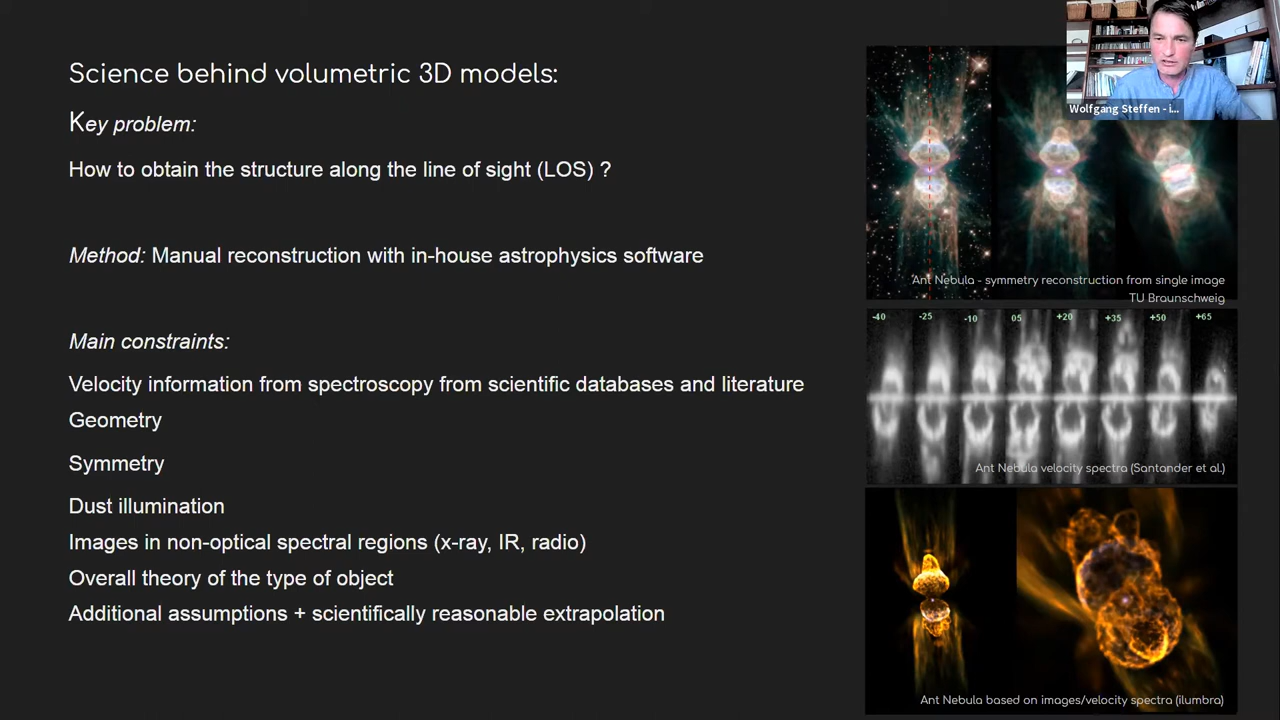 Science behind volumetric 3D models:
Key problem:
How to obtain the structure along the line of sight (LOS) ?
Method: Manual reconstruction with in-house astrophysics software
Main constraints:
Velocity information from spectroscopy from scientific databases and literature
Geometry
Symmetry
Dust illumination
Images in non-optical spectral regions (x-ray, IR, radio)
Overall theory of the type of object
Additional assumptions + scientifically reasonable extrapolation
Wolfgang Steffen - i...
Ant Nebula - symmetry reconstruction from single image
TU Braunschweig
-40 -25 -10 05 +20 +35 +50 +65
Ant Nebula velocity spectra (Santander et al.)
Ant Nebula based on images/velocity spectra (ilumbra)